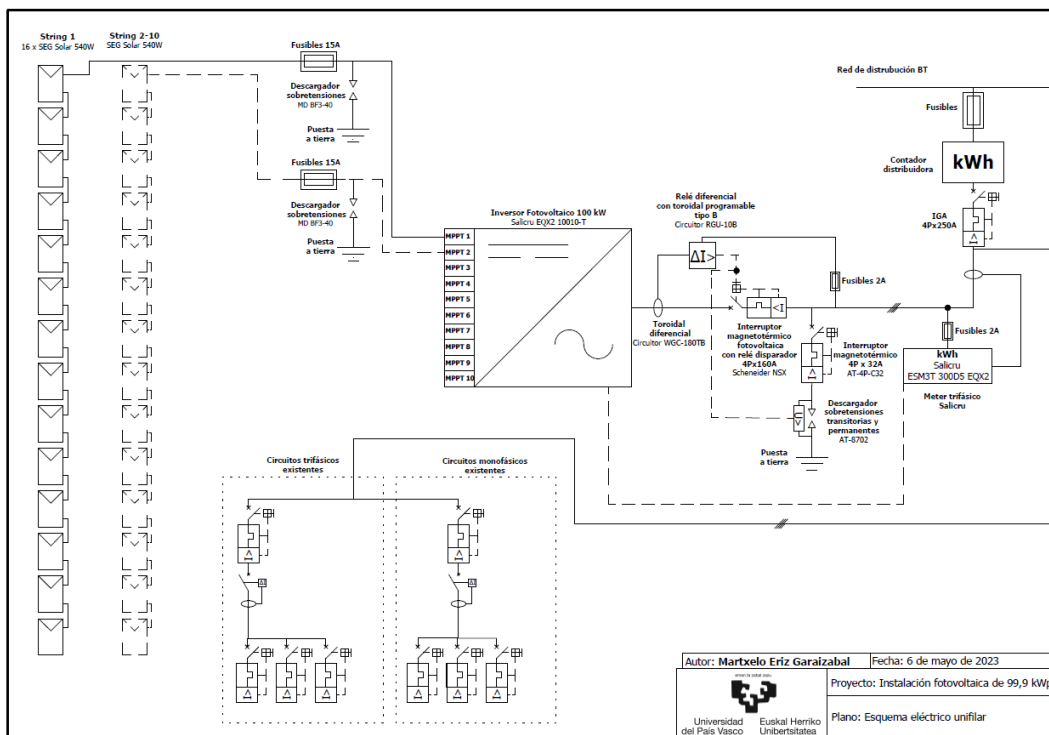 String 1
16 x SEG Solar 540W
String 2-10
SEG Solar 540W
Fusibles 15A
Descargador
sobretensiones
MD BF3-40
Puesta
a tierra
Fusibles 15A
Descargador
sobretensiones
MD BF3-40
Puesta
a tierra
Inversor Fotovoltaico 100 kW
Salicru EQX2 10010-T
MPPT 1
MPPT 2
MPPT 3
MPPT 4
MPPT 5
MPPT 6
MPPT 7
MPPT 8
MPPT 9
MPPT 10
Relé diferencial
con toroidal programable
tipo B
Circuitor RGU-10B
ΔI>
Toroidal
diferencial
Circuitor WGC-180TB
I>
Interruptor
magnetotérmico
fotovoltaica
con relé disparador
4Px160A
Scheneider NSX
Fusibles 2A
I>
Interruptor
magnetotérmico
4P x 32A
AT-4P-C32
U>
Descargador
sobretensiones
transitorias y
permanentes
AT-8702
Puesta
a tierra
Red de distrubución BT
Fusibles
Contador
distribuidora
kWh
IGA
4Px250A
I>
Fusibles 2A
kWh
Salicru
ESM3T 300D5 EQX2
Meter trifásico
Salicru
Circuitos trifásicos
existentes
I>
ΔI
I>
I>
I>
Circuitos monofásicos
existentes
I>
ΔI
I>
I>
I>
Autor: Martxelo Eriz Garaizabal
Fecha: 6 de mayo de 2023
eman ta zabal zazu
Universidad
del País Vasco
Euskal Herriko
Unibertsitatea
Proyecto: Instalación fotovoltaica de 99,9 kWp
Plano: Esquema eléctrico unifilar